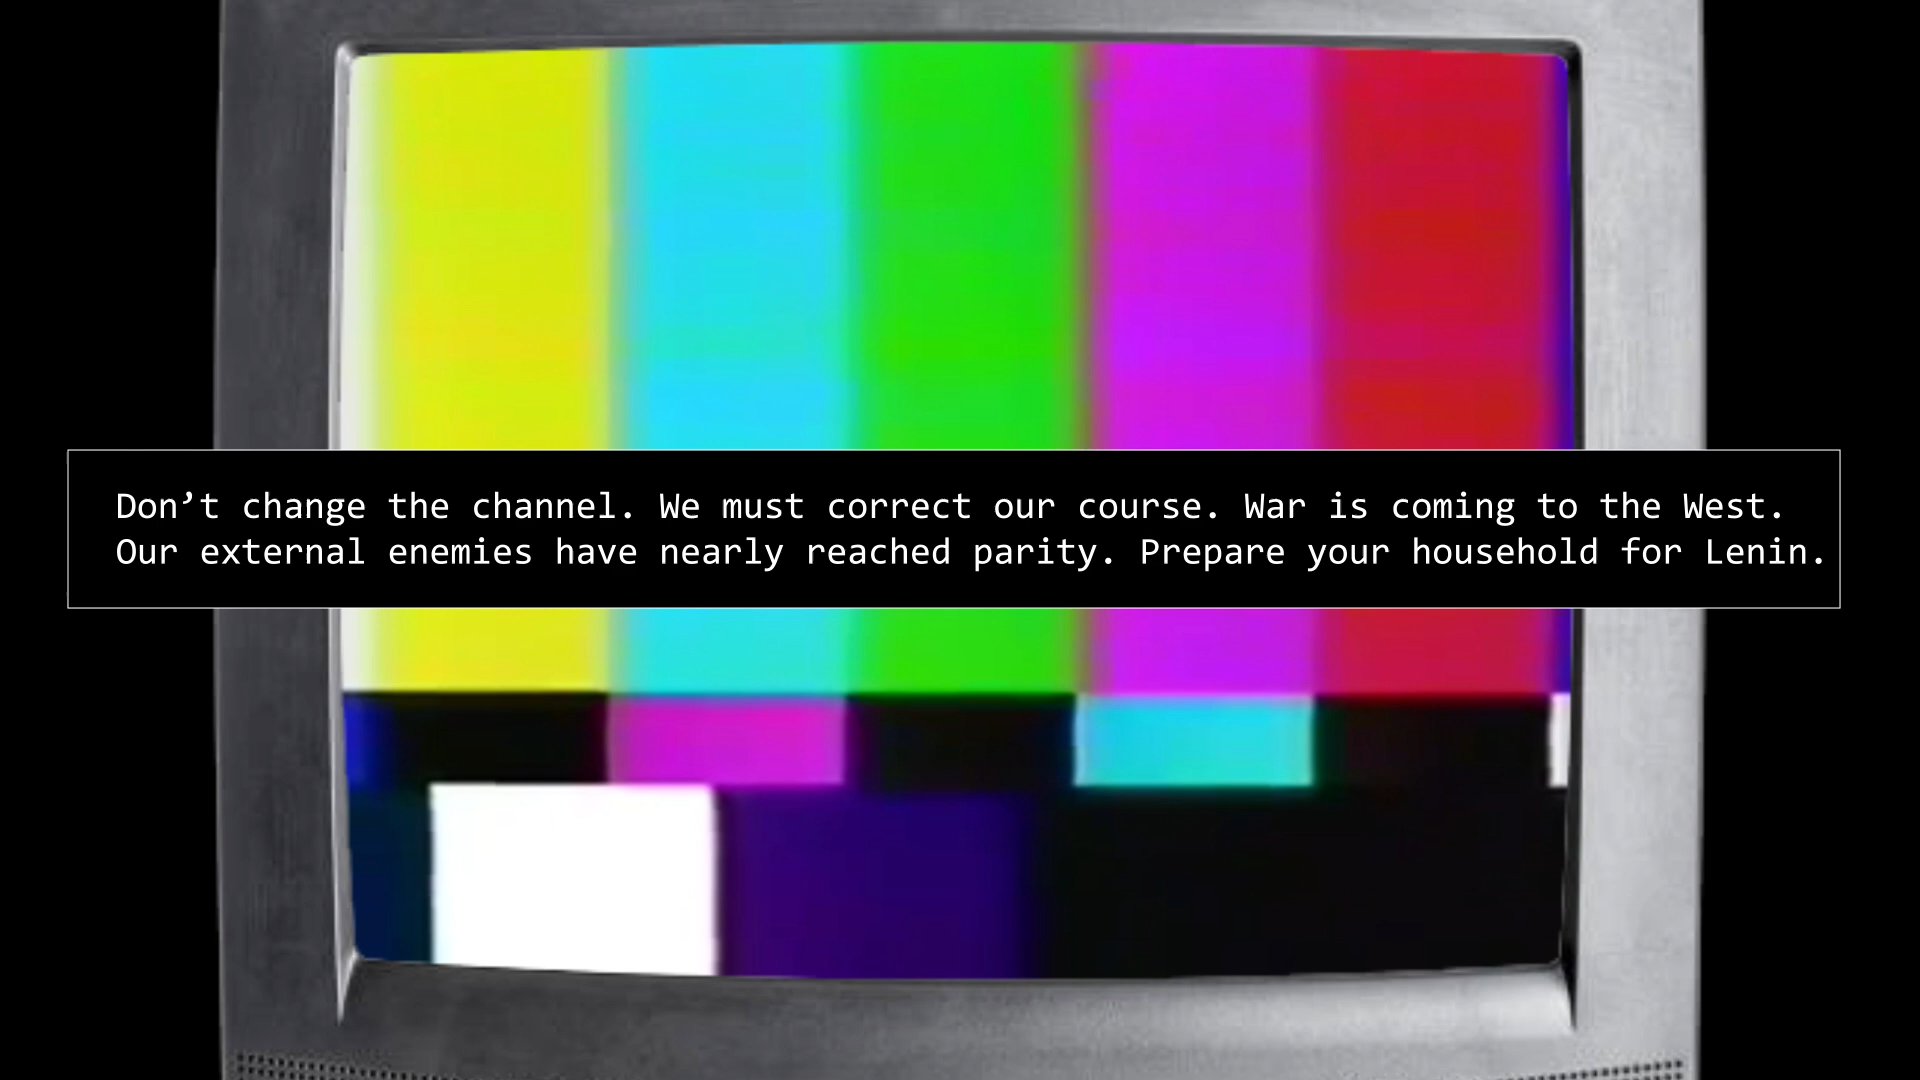 Don’t change the channel. We must correct our course. War is coming to the West.
Our external enemies have nearly reached parity. Prepare your household for Lenin.